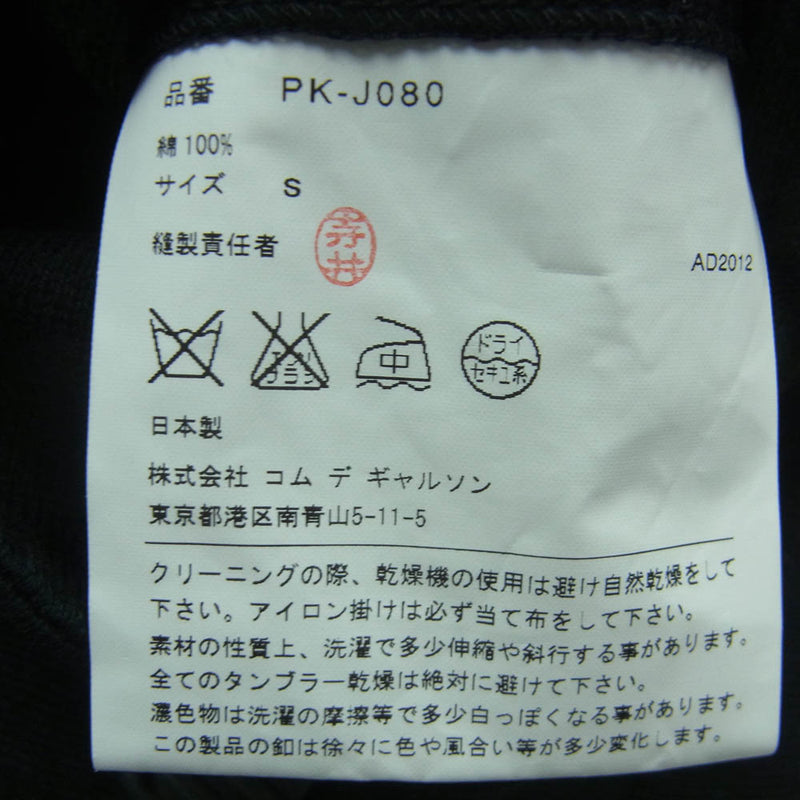 品番 PK-J080
綿100%
サイズ S
縫製責任者
AD2012
中
ドライ
セキユ系
日本製
株式会社 コム デ ギャルソン
東京都港区南青山5-11-5
クリーニングの際、乾燥機の使用は避け自然乾燥をして
下さい。アイロン掛けは必ず当て布をして下さい。
素材の性質上、洗濯で多少伸縮や斜行する事があります。
全てのタンブラー乾燥は絶対に避けて下さい。
濃色物は洗濯の摩擦等で多少白っぽくなる事があります。
この製品の釦は徐々に色や風合い等が多少変化します。